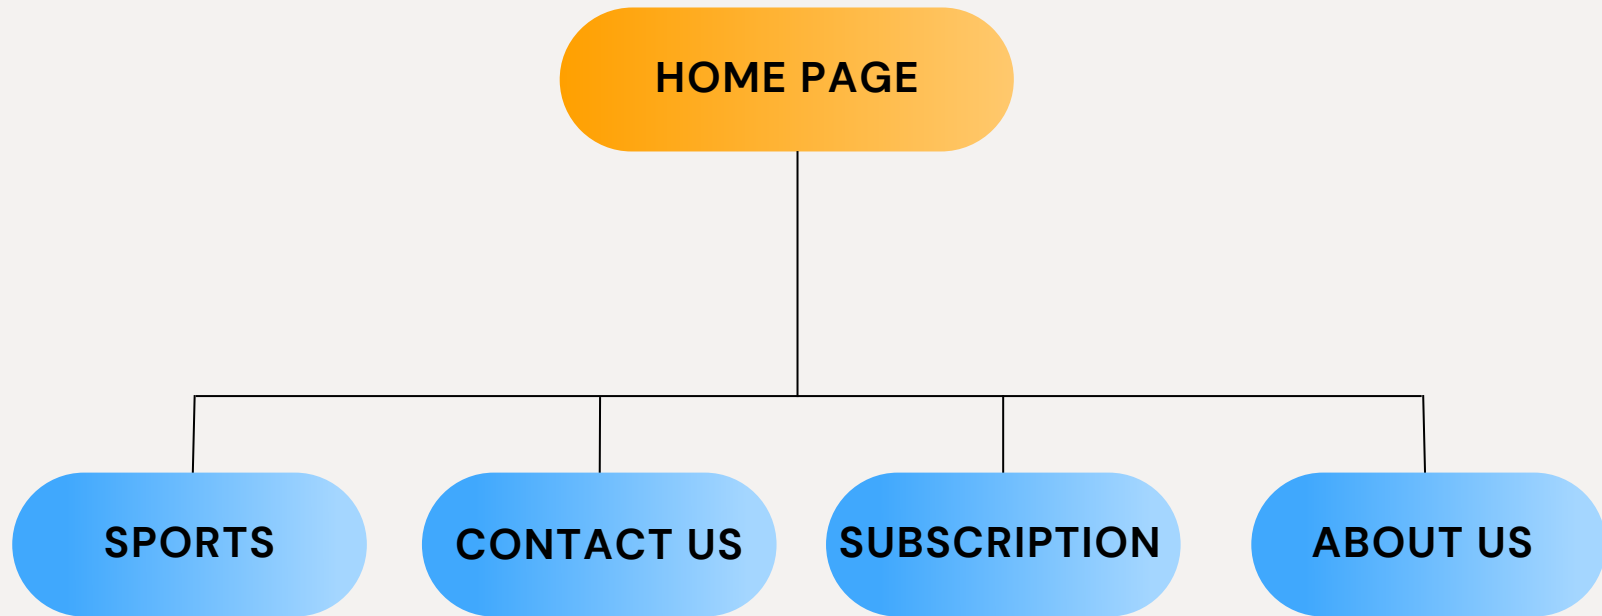 HOME PAGE
SPORTS
CONTACT US
SUBSCRIPTION
ABOUT US